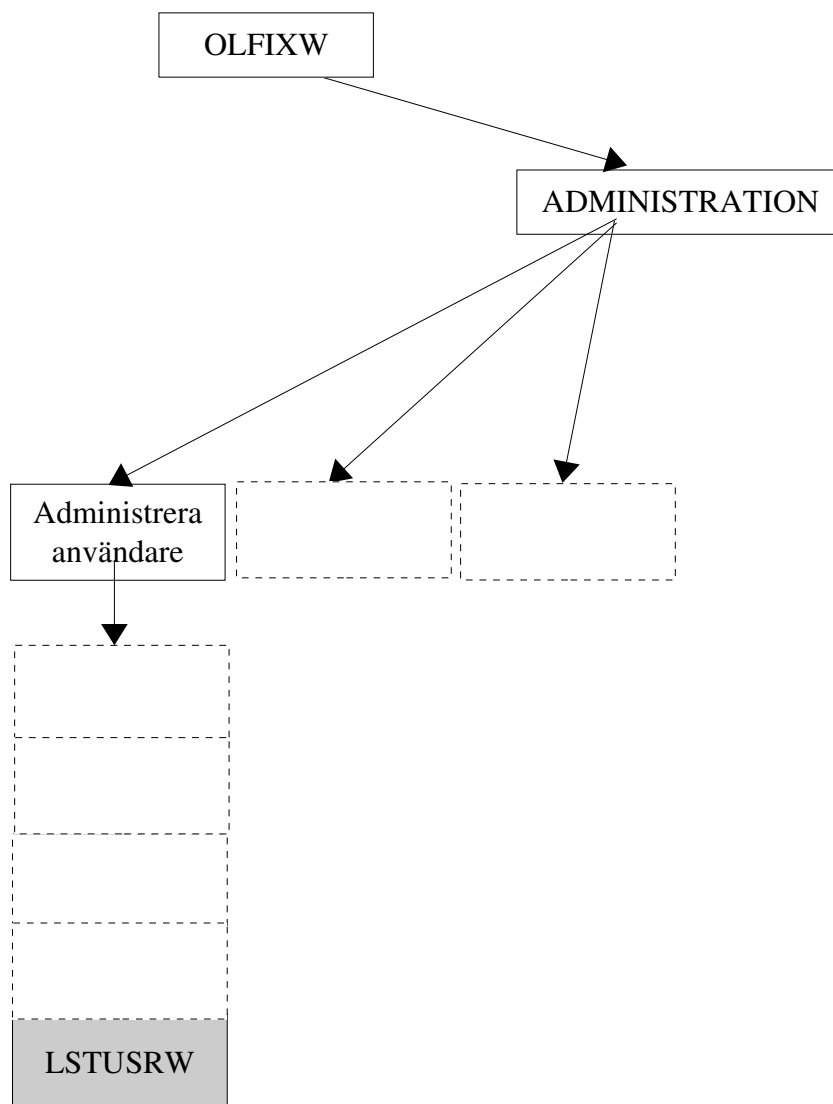 OLFIXW
ADMINISTRATION
Administrera
användare
LSTUSRW